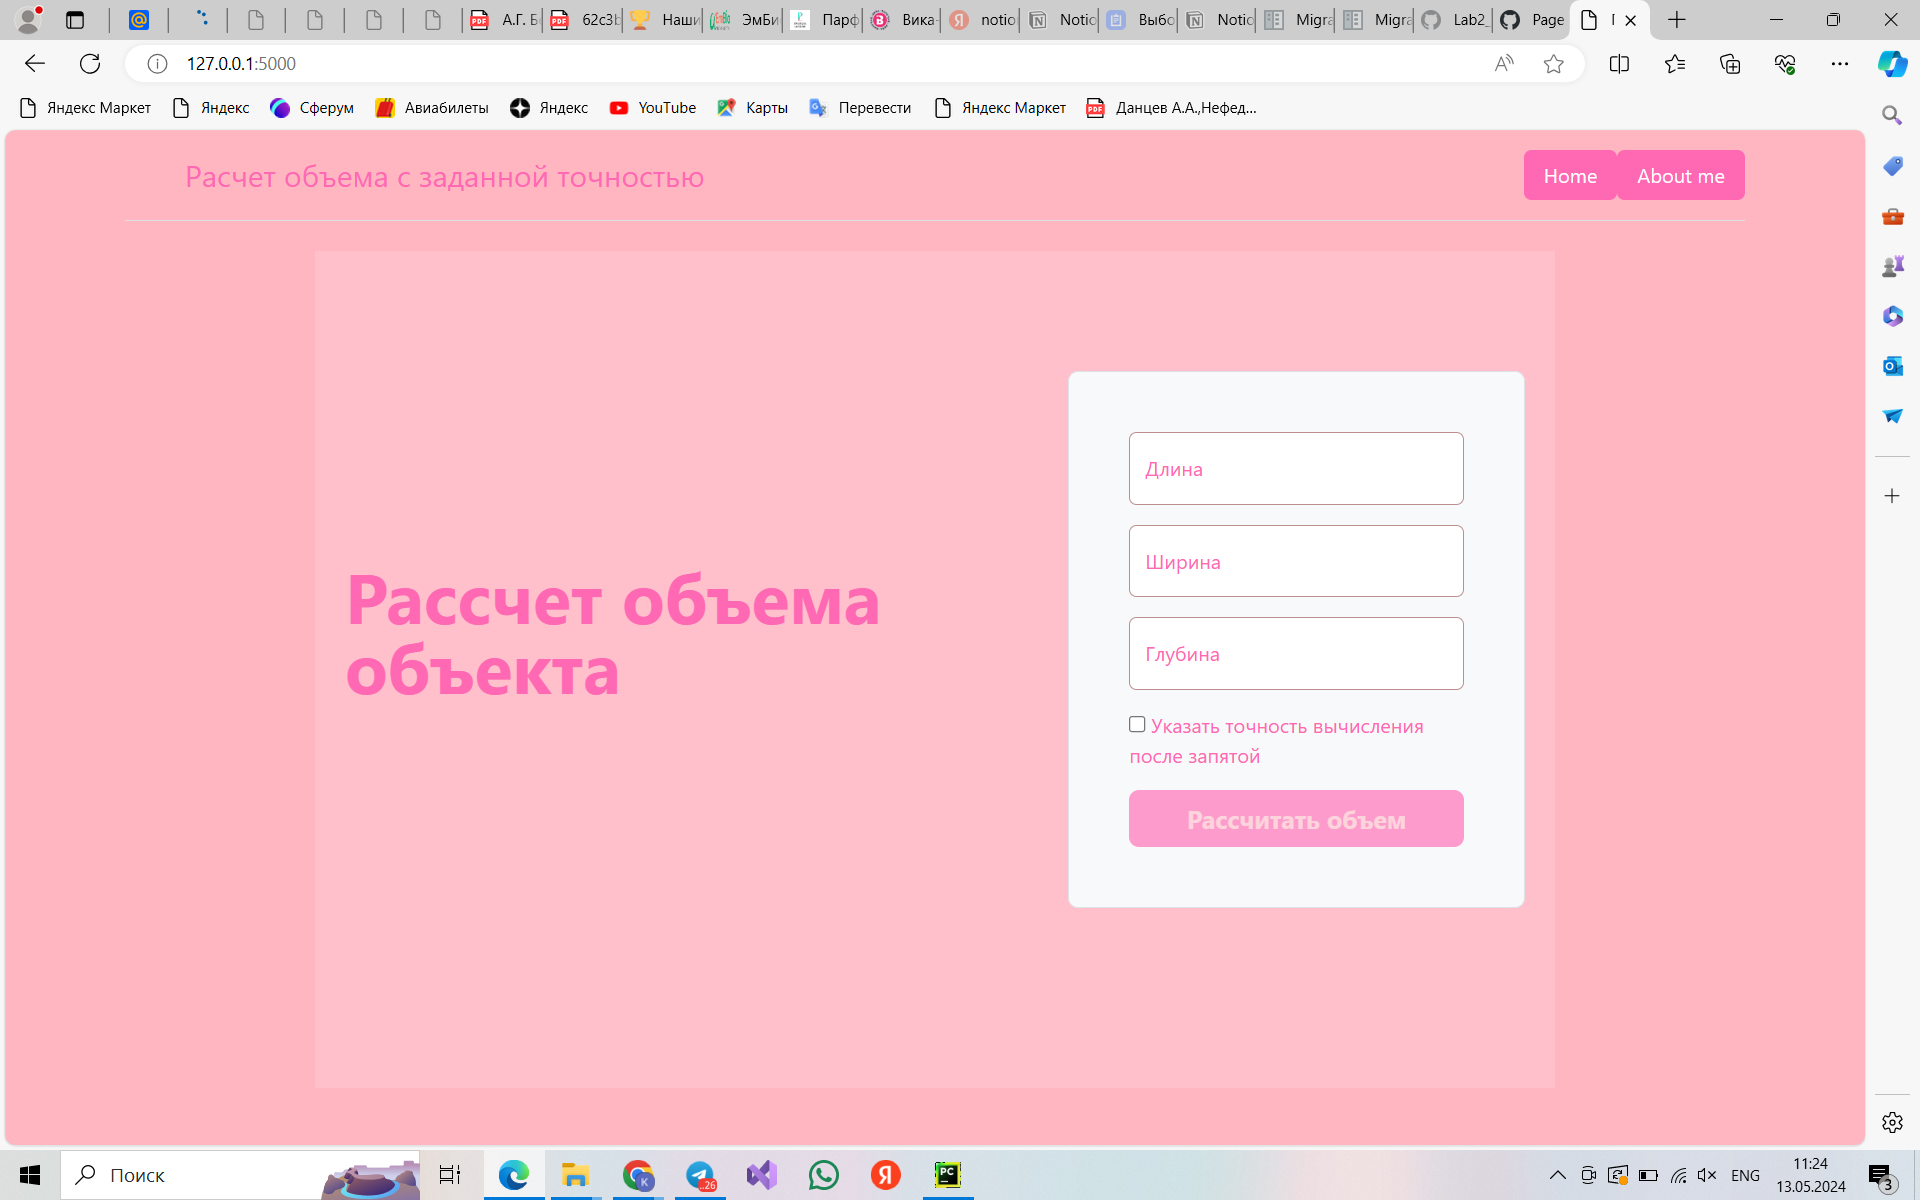 А.Г. Б
62c3b
Наши
ЭмБи
Парф
Вика-
notio
Notio
Выбо
Notio
Migra
Migra
Lab2_
Page
127.0.0.1:5000
Яндекс Маркет
Яндекс
Сферум
Авиабилеты
Яндекс
YouTube
Карты
Перевести
Яндекс Маркет
Данцев А.А.,Нефед...
Расчет объема с заданной точностью
Home
About me
Рассчет объема
объекта
Длина
Ширина
Глубина
Указать точность вычисления
после запятой
Рассчитать объем
Поиск
..26
ENG
11:24
13.05.2024
3